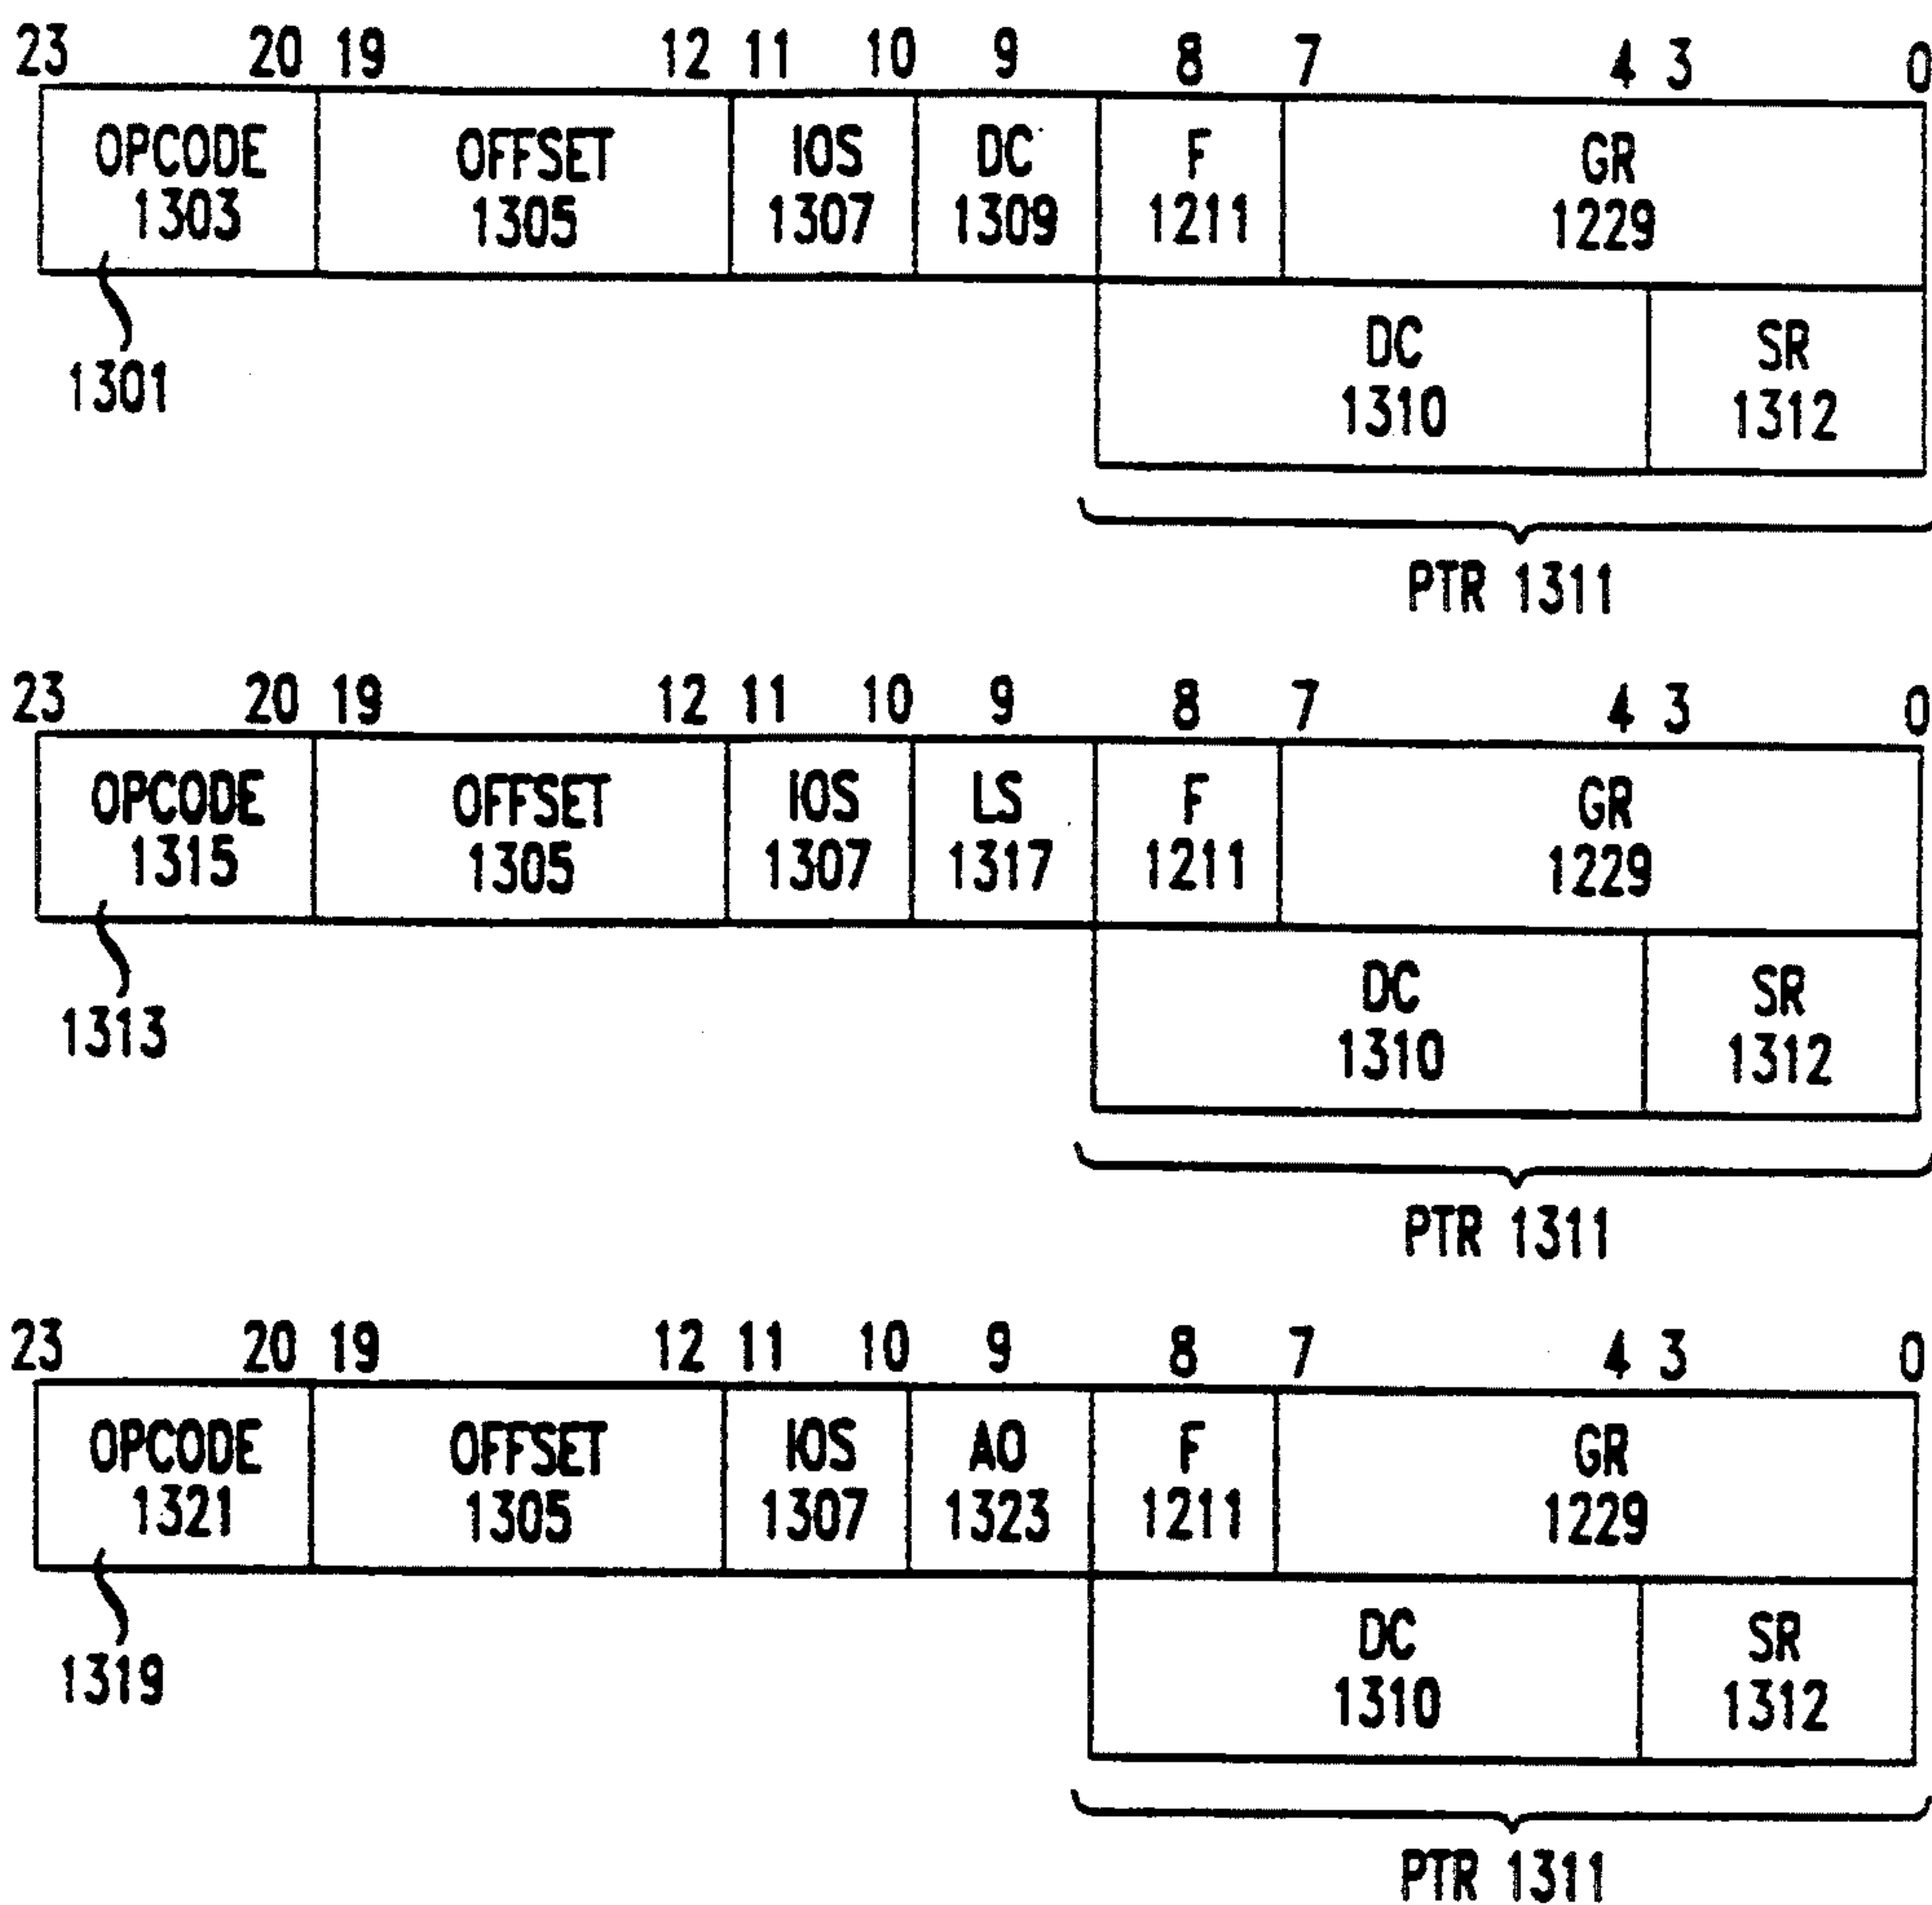 23 20 19 12 11 10 9 8 7 4 3 0
OPCODE OFFSET IOS DC F GR
1303 1305 1307 1309 1211 1229
DC SR
1301 1310 1312
PTR 1311
23 20 19 12 11 10 9 8 7 4 3 0
OPCODE OFFSET IOS LS F GR
1315 1305 1307 1317 1211 1229
DC SR
1313 1310 1312
PTR 1311
23 20 19 12 11 10 9 8 7 4 3 0
OPCODE OFFSET IOS AO F GR
1321 1305 1307 1323 1211 1229
DC SR
1319 1310 1312
PTR 1311